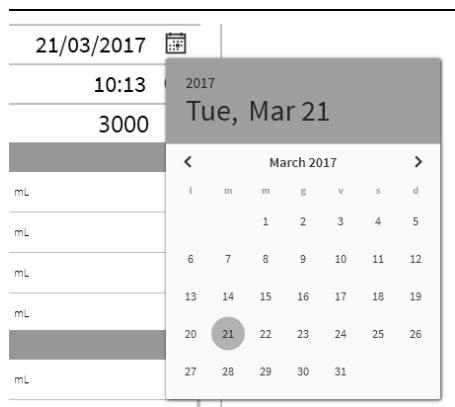 21/03/2017
10:13
3000
mL
mL
mL
mL
mL
2017
Tue, Mar 21
March 2017
l m m g v s d
1 2 3 4 5
6 7 8 9 10 11 12
13 14 15 16 17 18 19
20 21 22 23 24 25 26
27 28 29 30 31